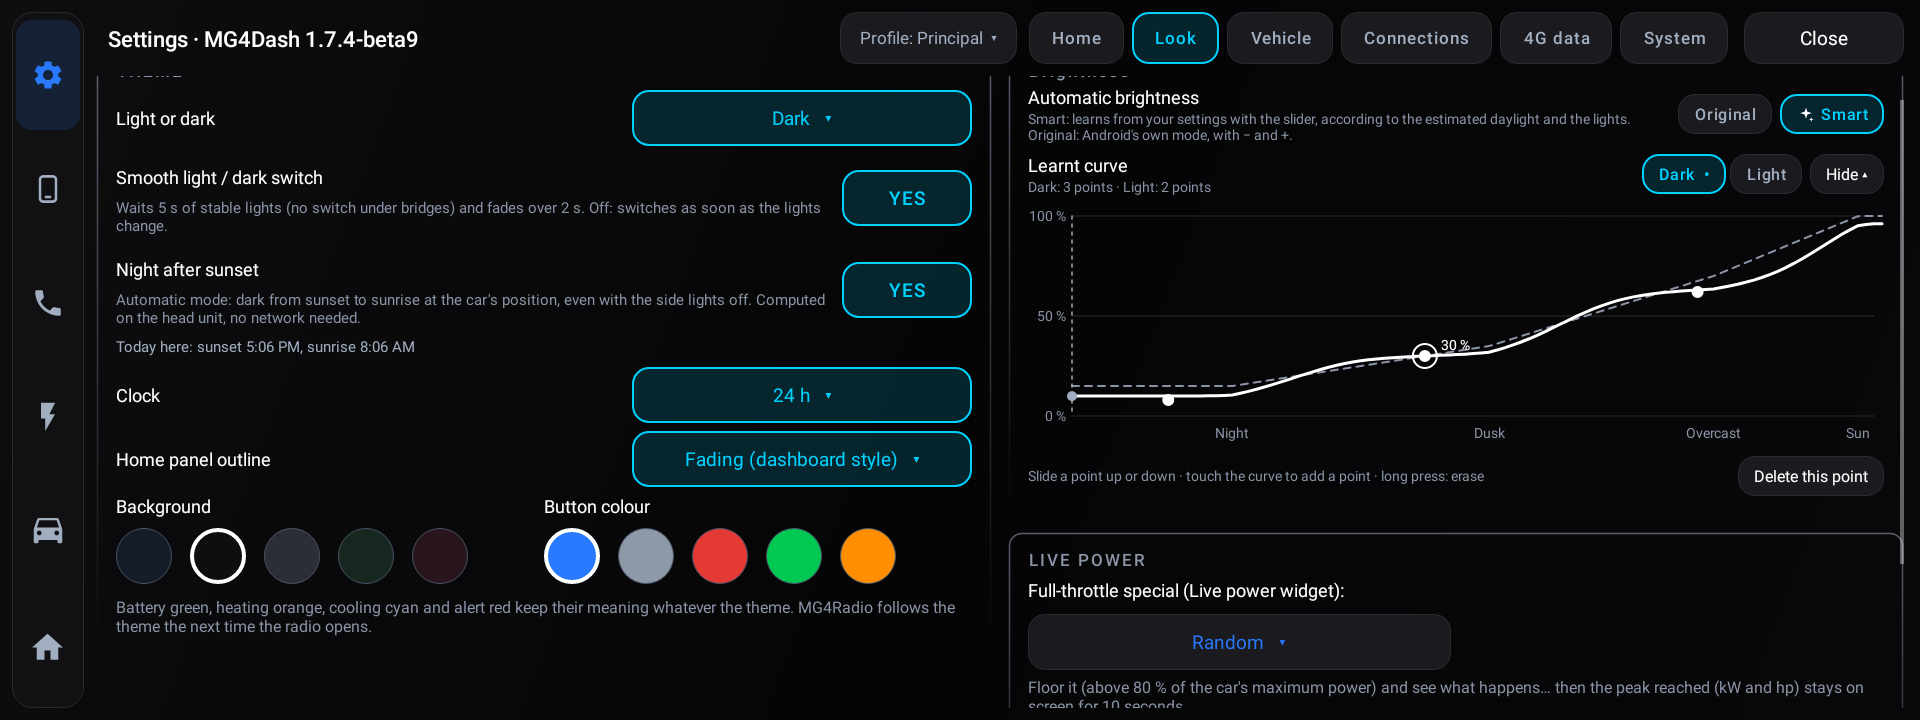 Settings · MG4Dash 1.7.4-beta9
Profile: Principal
Home
Look
Vehicle
Connections
4G data
System
Close
Light or dark
Dark
Smooth light / dark switch
Waits 5 s of stable lights (no switch under bridges) and fades over 2 s. Off: switches as soon as the lights
change.
YES
Night after sunset
Automatic mode: dark from sunset to sunrise at the car's position, even with the side lights off. Computed
on the head unit, no network needed.
YES
Today here: sunset 5:06 PM, sunrise 8:06 AM
Clock
24 h
Home panel outline
Fading (dashboard style)
Background
Button colour
Battery green, heating orange, cooling cyan and alert red keep their meaning whatever the theme. MG4Radio follows the
theme the next time the radio opens.
Brightness
Automatic brightness
Smart: learns from your settings with the slider, according to the estimated daylight and the lights.
Original: Android's own mode, with − and +.
Original
Smart
Learnt curve
Dark: 3 points · Light: 2 points
Dark •
Light
Hide
100 %
50 %
0 %
30 %
Night
Dusk
Overcast
Sun
Slide a point up or down · touch the curve to add a point · long press: erase
Delete this point
LIVE POWER
Full-throttle special (Live power widget):
Random
Floor it (above 80 % of the car's maximum power) and see what happens... then the peak reached (kW and hp) stays on
screen for 10 seconds